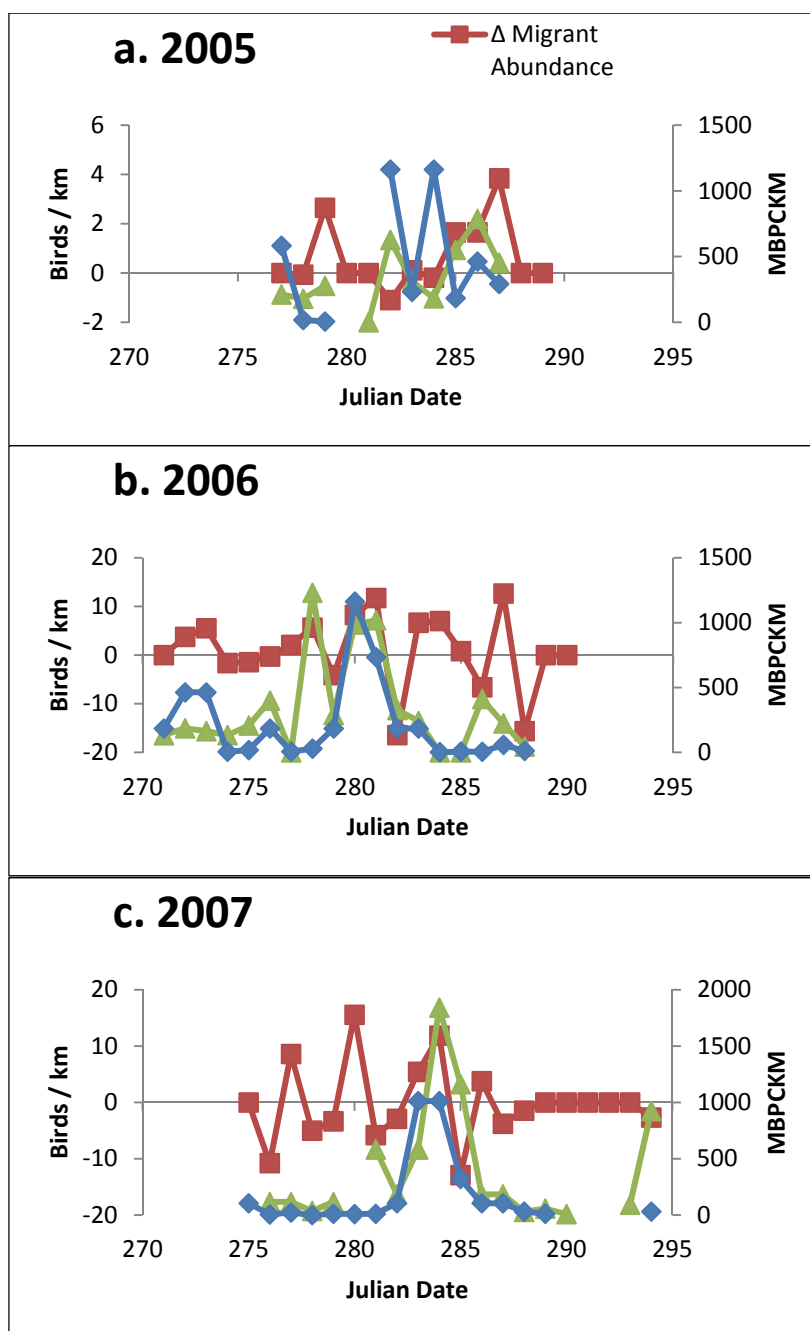 a. 2005
Δ Migrant
Abundance
6
4
2
0
-2
1500
1000
500
0
Birds / km
MBPCKM
270 275 280 285 290 295
Julian Date
b. 2006
20
10
0
-10
-20
1500
1000
500
0
Birds / km
MBPCKM
270 275 280 285 290 295
Julian Date
c. 2007
20
10
0
-10
-20
2000
1500
1000
500
0
Birds / km
MBPCKM
270 275 280 285 290 295
Julian Date